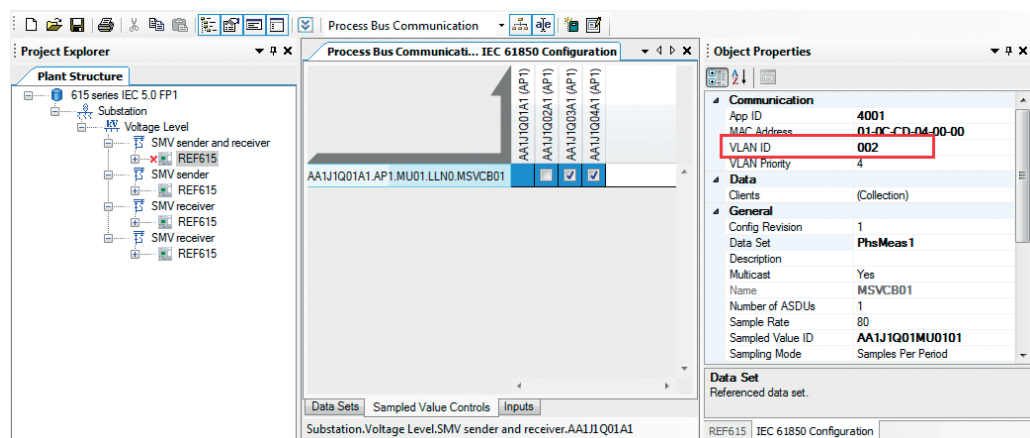 Process Bus Communication
Project Explorer
Plant Structure
615 series IEC 5.0 FP1
Substation
Voltage Level
SMV sender and receiver
REF615
SMV sender
REF615
SMV receiver
REF615
SMV receiver
REF615
Process Bus Communicati... IEC 61850 Configuration
AA1J1Q01A1 (AP1)
AA1J1Q02A1 (AP1)
AA1J1Q03A1 (AP1)
AA1J1Q04A1 (AP1)
AA1J1Q01A1.AP1.MU01.LLN0.MSVCB01
Data Sets Sampled Value Controls Inputs
Substation.Voltage Level.SMV sender and receiver.AA1J1Q01A1
Object Properties
Communication
App ID 4001
MAC Address 01-0C-CD-04-00-00
VLAN ID 002
VLAN Priority 4
Data
Clients (Collection)
General
Config Revision 1
Data Set PhsMeas1
Description
Multicast Yes
Name MSVCB01
Number of ASDUs 1
Sample Rate 80
Sampled Value ID AA1J1Q01MU0101
Sampling Mode Samples Per Period
Data Set
Referenced data set.
REF615 IEC 61850 Configuration